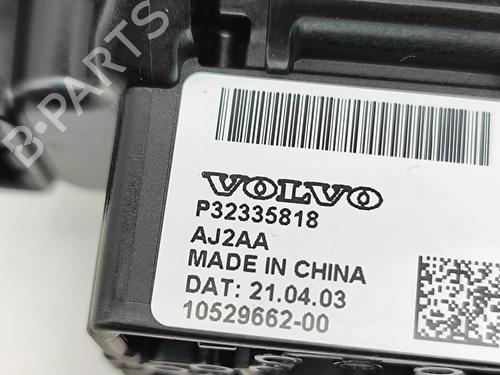 B-PARTS
VOLVO
P32335818
AJ2AA
MADE IN CHINA
DAT: 21.04.03
10529662-00